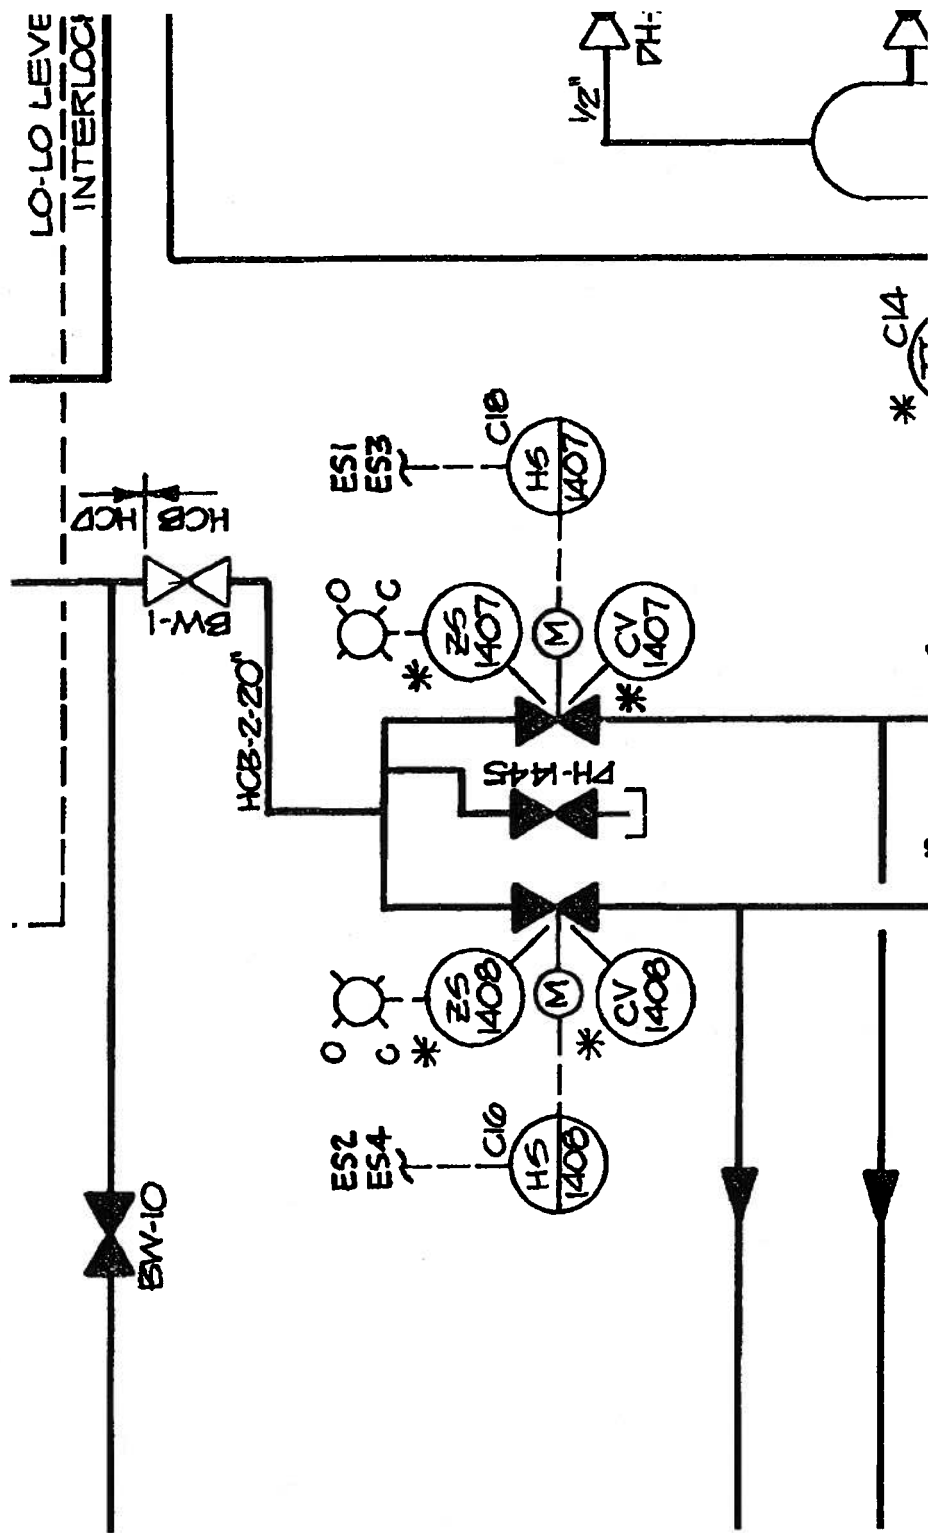 LO-LO LEVE
INTERLOC
1/2"
DH-
C14
*
ES1
ES3
C18
HS
1407
HCD
HCB
BW-1
HCB-2-20"
O
C
*
ZS
1407
M
CV
1407
*
DH-1445
O
C
*
ZS
1408
M
*
CV
1408
ES2
ES4
C16
HS
1408
BW-10